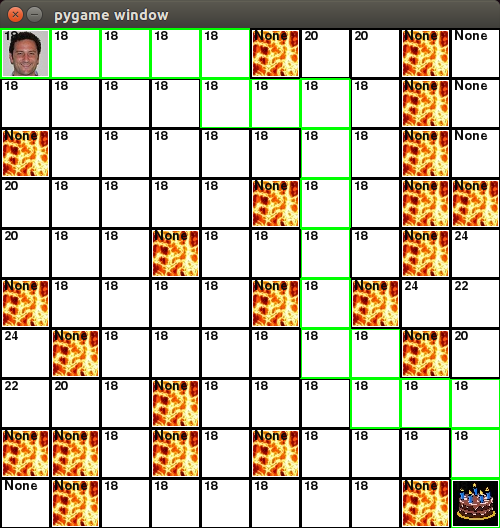 pygame window
18 18 18 18 18 None 20 20 None None
18 18 18 18 18 18 18 18 None None
None 18 18 18 18 18 18 18 None None
20 18 18 18 18 None 18 18 None None
20 18 18 None 18 18 18 18 None 24
None 18 18 18 18 None 18 None 24 22
24 None 18 18 18 18 18 18 None 20
22 20 18 None 18 18 18 18 18 18
None None 18 None 18 None 18 18 18 18
None None 18 18 18 18 18 18 None